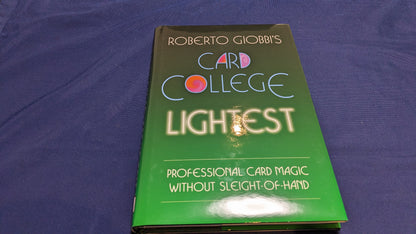 ROBERTO GIOBBI'S
CARD
COLLEGE
LIGHTEST
PROFESSIONAL CARD MAGIC
WITHOUT SLEIGHT-OF-HAND